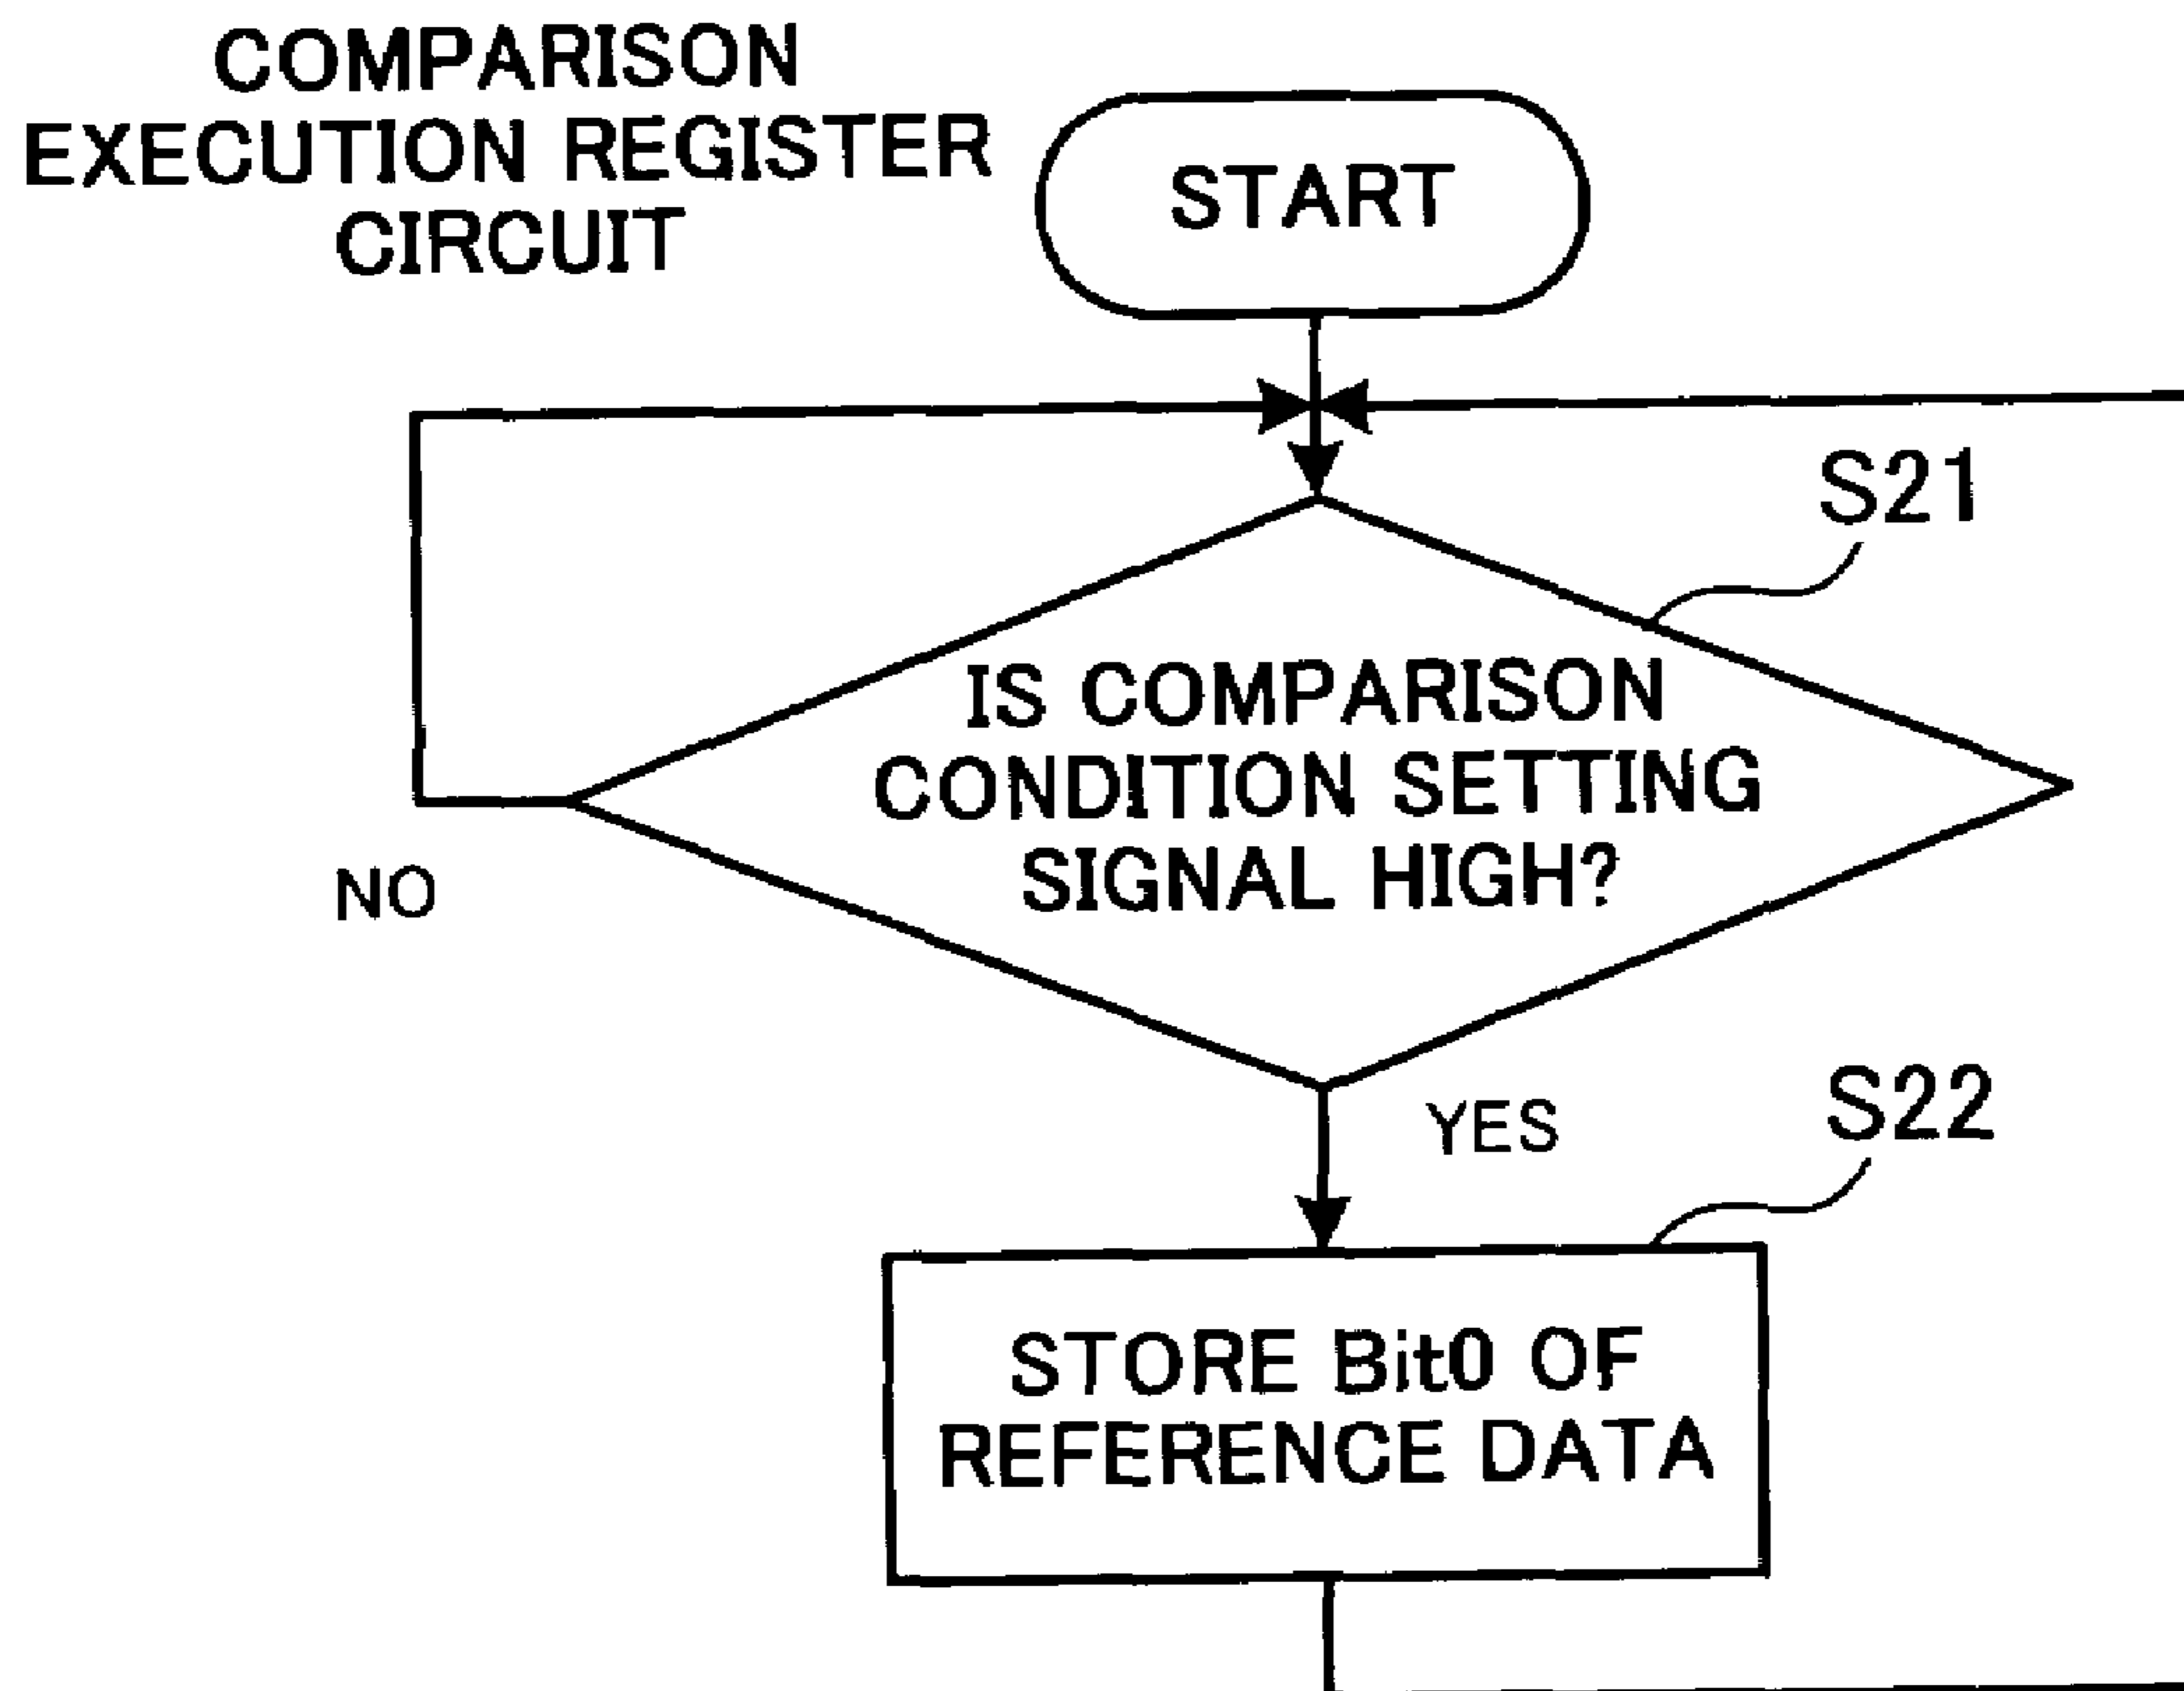 COMPARISON
EXECUTION REGISTER
CIRCUIT
START
S21
IS COMPARISON
CONDITION SETTING
SIGNAL HIGH?
NO
YES
S22
STORE Bit0 OF
REFERENCE DATA